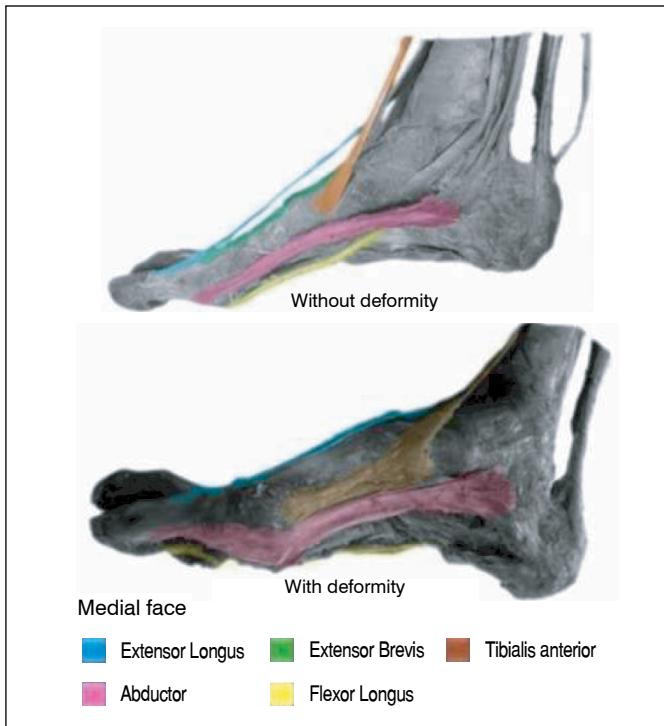 Without deformity
With deformity
Medial face
Extensor Longus Extensor Brevis Tibialis anterior
Abductor Flexor Longus